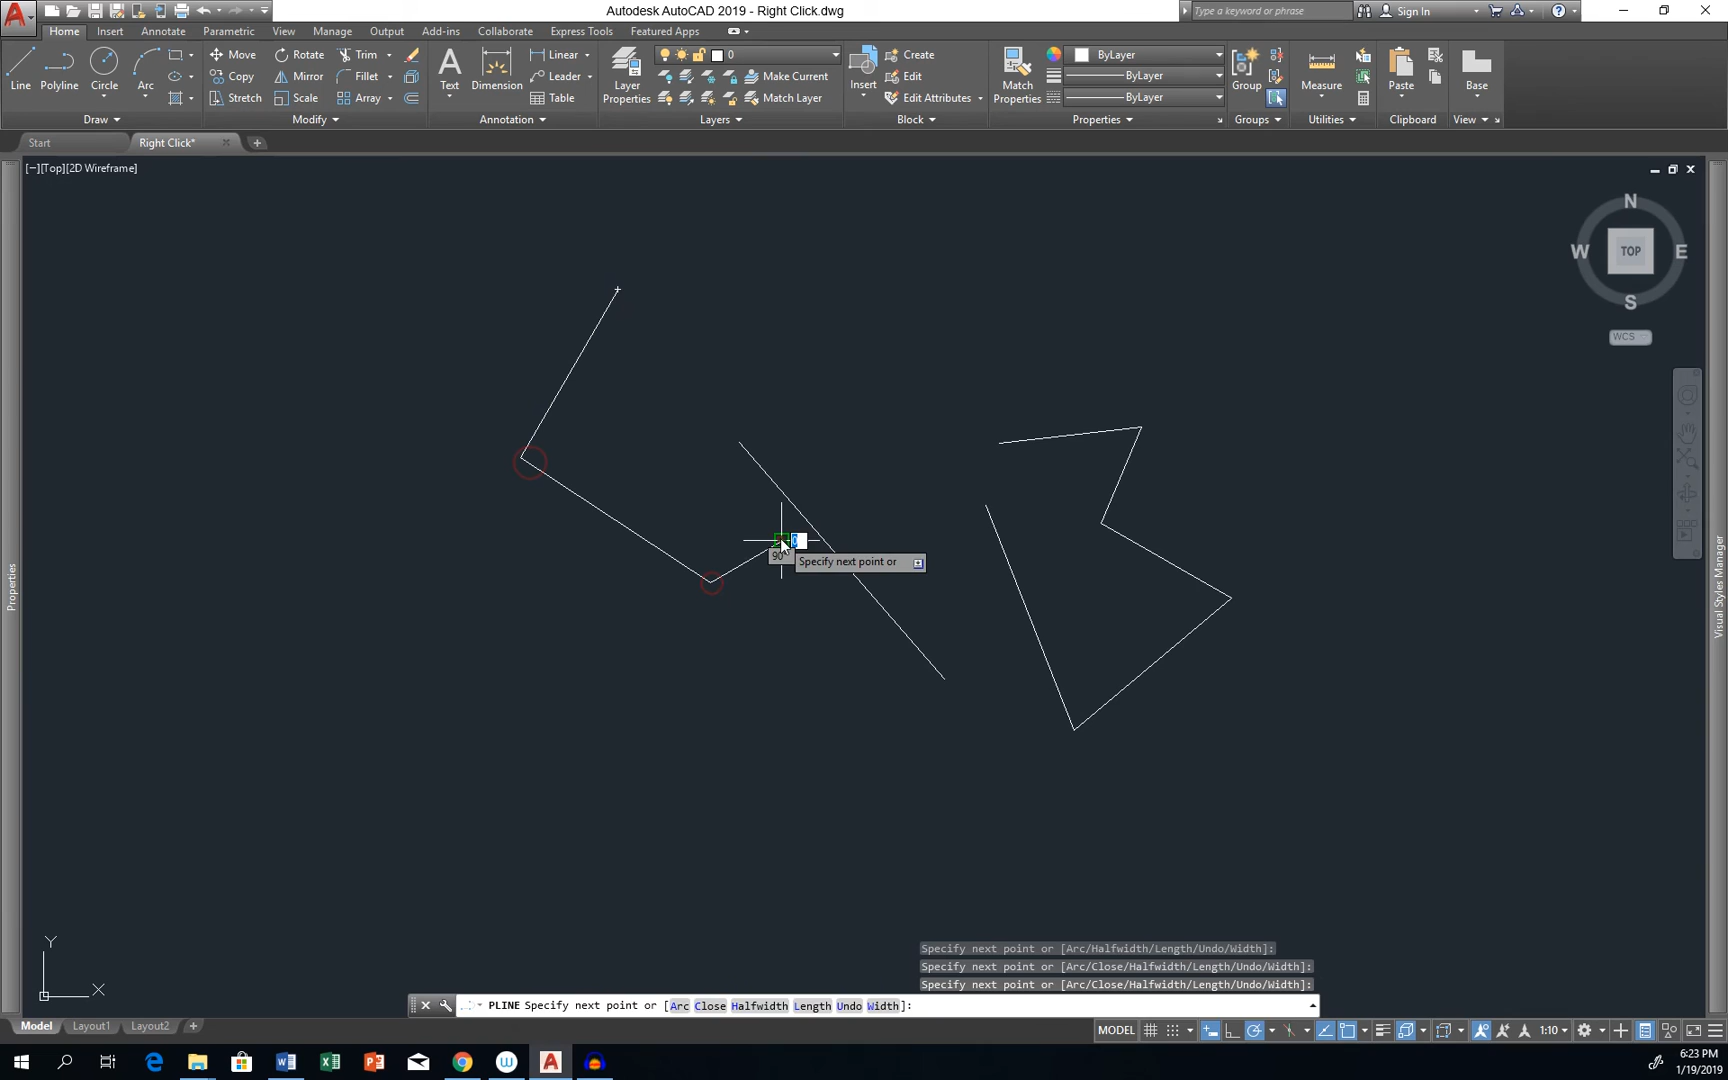 Autodesk AutoCAD 2019 - Right Click.dwg
Type a keyword or phrase
Sign In
Home Insert Annotate Parametric View Manage Output Add-ins Collaborate Express Tools Featured Apps
Line Polyline Circle Arc
Move Rotate Trim
Copy Mirror Fillet
Stretch Scale Array
Text Dimension
Linear
Leader
Table
Layer Properties
0
Make Current
Match Layer
Insert
Create
Edit
Edit Attributes
Match Properties
ByLayer
ByLayer
ByLayer
Group
Measure
Paste
Base
Draw Modify Annotation Layers Block Properties Groups Utilities Clipboard View
Start Right Click*
[−][Top][2D Wireframe]
N
W TOP E
S
WCS
Properties
Visual Styles Manager
90°
Specify next point or
Y
X
Specify next point or [Arc/Halfwidth/Length/Undo/Width]:
Specify next point or [Arc/Close/Halfwidth/Length/Undo/Width]:
Specify next point or [Arc/Close/Halfwidth/Length/Undo/Width]:
PLINE Specify next point or [Arc Close Halfwidth Length Undo Width]:
Model Layout1 Layout2
MODEL 1:10
6:23 PM
1/19/2019